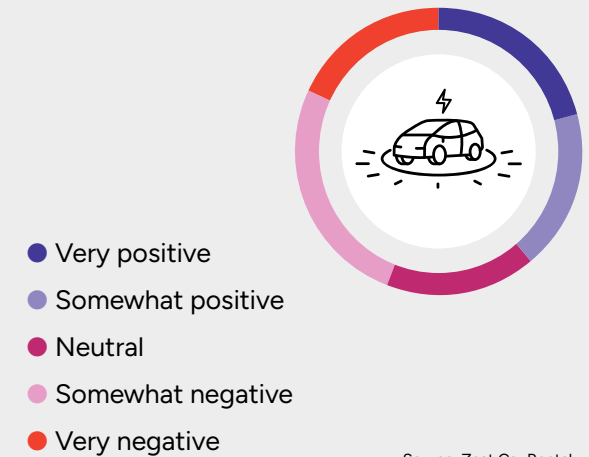 Very positive
Somewhat positive
Neutral
Somewhat negative
Very negative